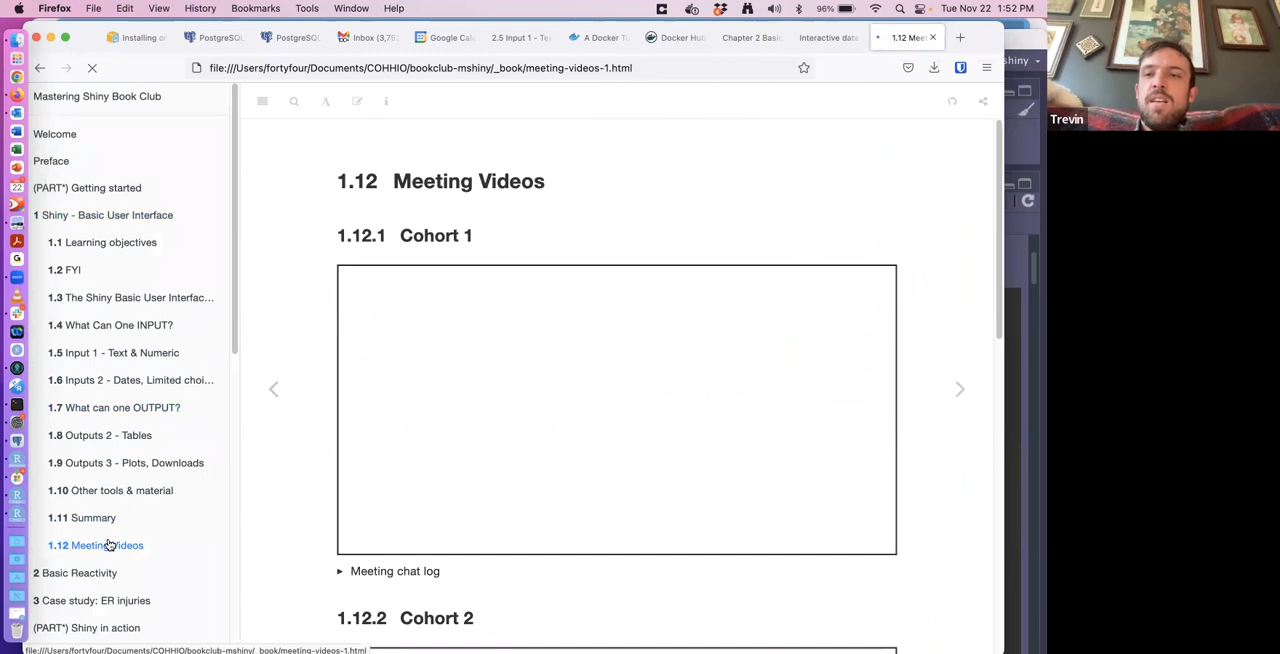 Firefox File Edit View History Bookmarks Tools Window Help 96% Tue Nov 22 1:52 PM
Installing or PostgreSQL PostgreSQL Gmail Inbox (3,75 Google Cal 2.5 Input 1 - Te A Docker Tu Docker Hub Chapter 2 Basi Interactive data 1.12 Meet
file:///Users/fortyfour/Documents/COHHIO/bookclub-mshiny/_book/meeting-videos-1.html
shiny
Trevin
Mastering Shiny Book Club
Welcome
Preface
(PART*) Getting started
1 Shiny - Basic User Interface
1.1 Learning objectives
1.2 FYI
1.3 The Shiny Basic User Interfac...
1.4 What Can One INPUT?
1.5 Input 1 - Text & Numeric
1.6 Inputs 2 - Dates, Limited choi...
1.7 What can one OUTPUT?
1.8 Outputs 2 - Tables
1.9 Outputs 3 - Plots, Downloads
1.10 Other tools & material
1.11 Summary
1.12 Meeting Videos
2 Basic Reactivity
3 Case study: ER injuries
(PART*) Shiny in action
1.12 Meeting Videos
1.12.1 Cohort 1
Meeting chat log
1.12.2 Cohort 2
file:///Users/fortyfour/Documents/COHHIO/bookclub-mshiny/_book/meeting-videos-1.html